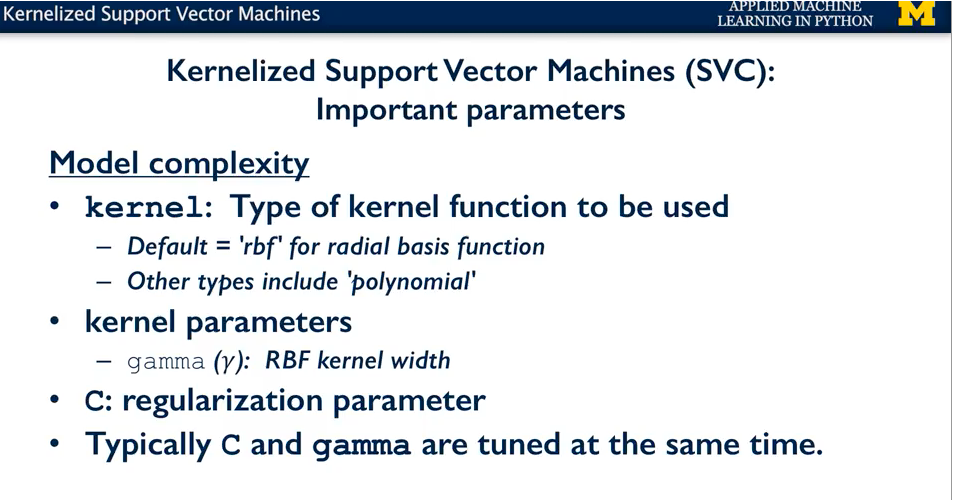 Kernelized Support Vector Machines
APPLIED MACHINE
LEARNING IN PYTHON
M
Kernelized Support Vector Machines (SVC):
Important parameters
Model complexity
• kernel: Type of kernel function to be used
– Default = 'rbf' for radial basis function
– Other types include 'polynomial'
• kernel parameters
– gamma (γ): RBF kernel width
• C: regularization parameter
• Typically C and gamma are tuned at the same time.